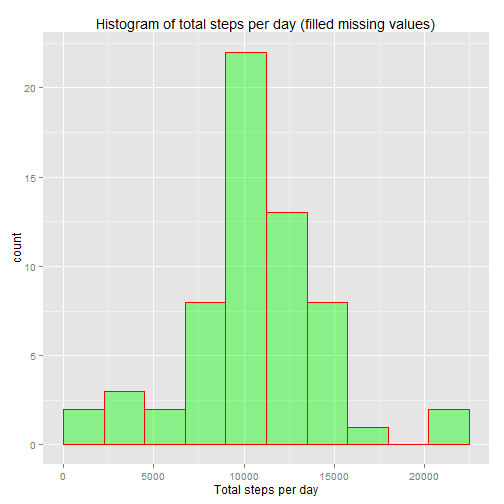 Histogram of total steps per day (filled missing values)
count
20
15
10
5
0
0 5000 10000 15000 20000
Total steps per day